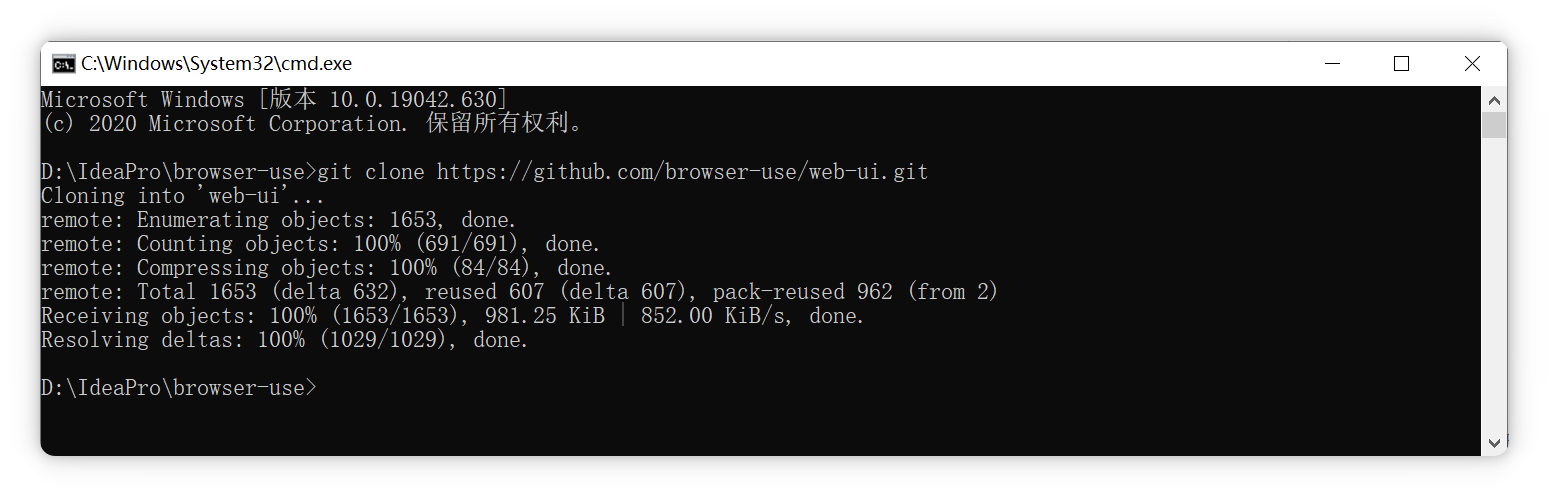 C:\Windows\System32\cmd.exe
Microsoft Windows [版本 10.0.19042.630]
(c) 2020 Microsoft Corporation. 保留所有权利。
D:\IdeaPro\browser-use>git clone https://github.com/browser-use/web-ui.git
Cloning into 'web-ui'...
remote: Enumerating objects: 1653, done.
remote: Counting objects: 100% (691/691), done.
remote: Compressing objects: 100% (84/84), done.
remote: Total 1653 (delta 632), reused 607 (delta 607), pack-reused 962 (from 2)
Receiving objects: 100% (1653/1653), 981.25 KiB | 852.00 KiB/s, done.
Resolving deltas: 100% (1029/1029), done.
D:\IdeaPro\browser-use>